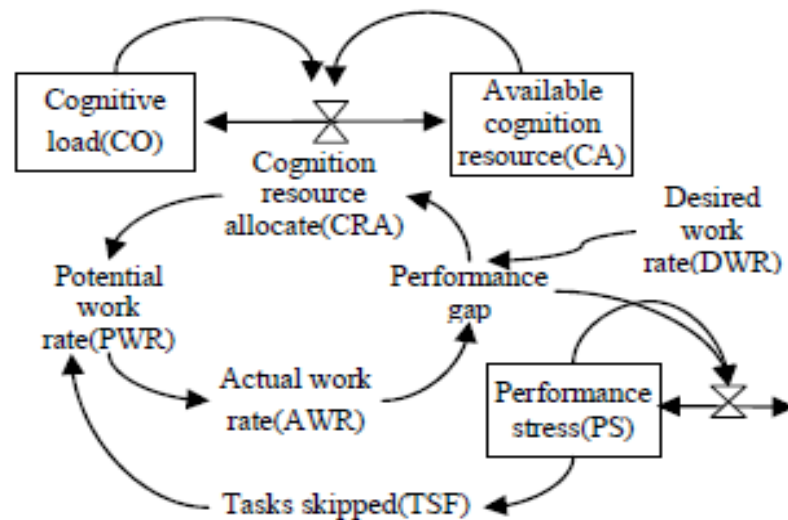 Cognitive
load(CO)
Available
cognition
resource(CA)
Cognition
resource
allocate(CRA)
Desired
work
rate(DWR)
Potential
work
rate(PWR)
Performance
gap
Actual work
rate(AWR)
Performance
stress(PS)
Tasks skipped(TSF)